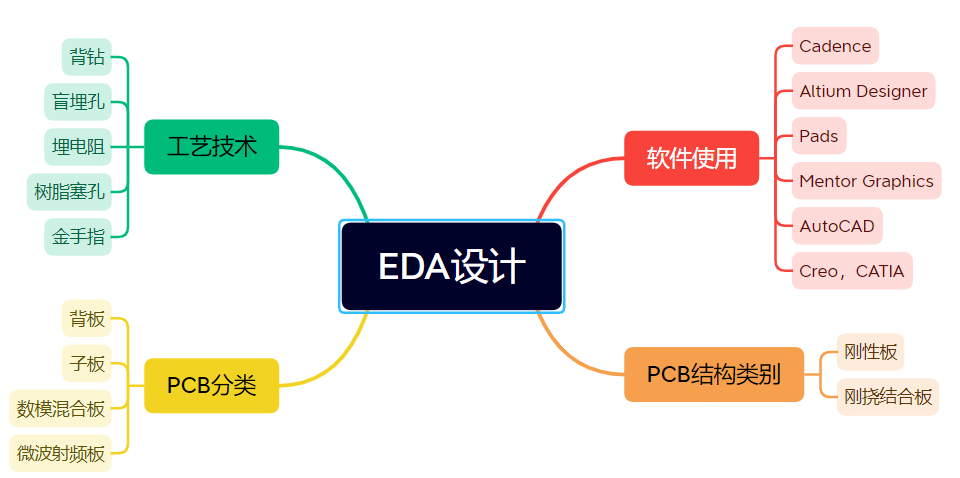 EDA设计
工艺技术
背钻
盲埋孔
埋电阻
树脂塞孔
金手指
PCB分类
背板
子板
数模混合板
微波射频板
软件使用
Cadence
Altium Designer
Pads
Mentor Graphics
AutoCAD
Creo，CATIA
PCB结构类别
刚性板
刚挠结合板